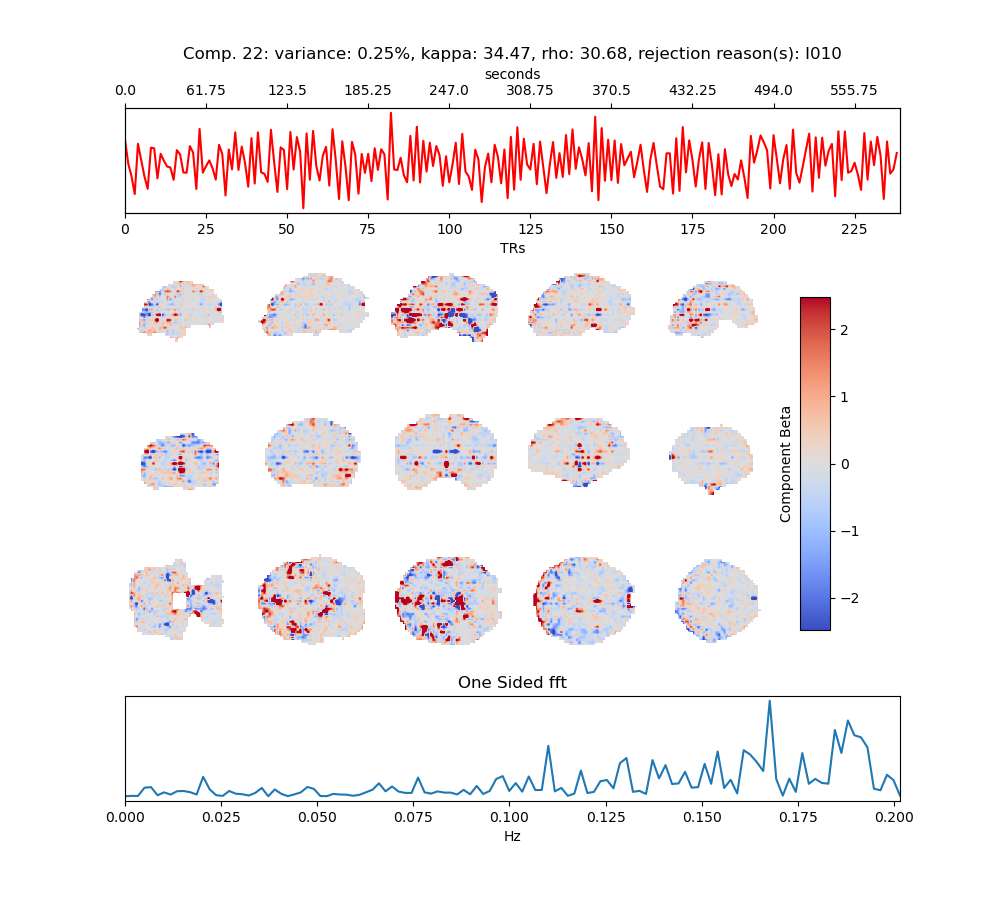 Comp. 22: variance: 0.25%, kappa: 34.47, rho: 30.68, rejection reason(s): I010
seconds
0.0 61.75 123.5 185.25 247.0 308.75 370.5 432.25 494.0 555.75
0 25 50 75 100 125 150 175 200 225
TRs
2
1
0
−1
−2
Component Beta
One Sided fft
0.000 0.025 0.050 0.075 0.100 0.125 0.150 0.175 0.200
Hz